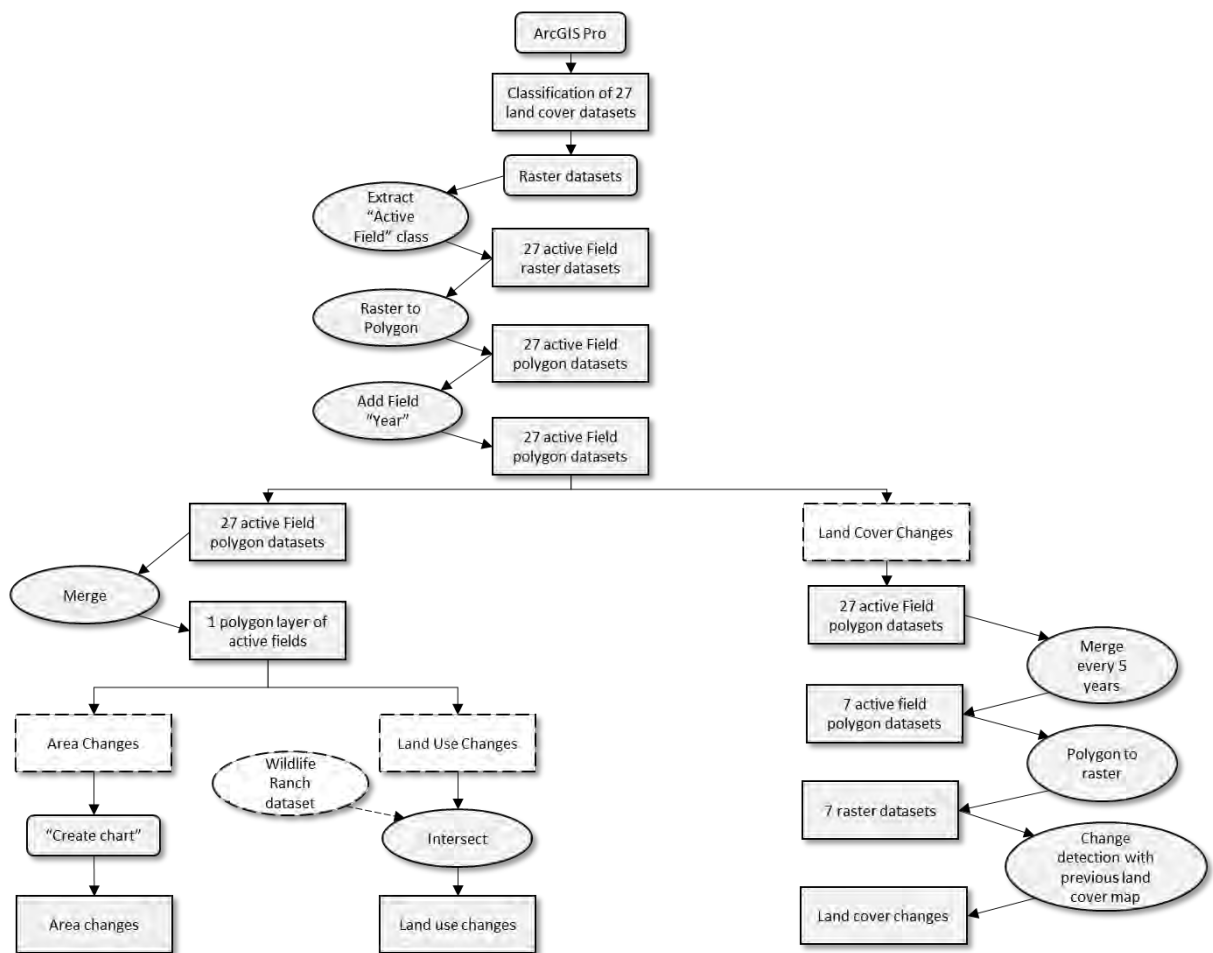 ArcGIS Pro
Classification of 27
land cover datasets
Raster datasets
Extract
“Active
Field” class
27 active Field
raster datasets
Raster to
Polygon
27 active Field
polygon datasets
Add Field
“Year”
27 active Field
polygon datasets
27 active Field
polygon datasets
Merge
1 polygon layer of
active fields
Area Changes
Land Use Changes
Wildlife
Ranch
dataset
“Create chart”
Intersect
Area changes
Land use changes
Land Cover Changes
27 active Field
polygon datasets
Merge
every 5
years
7 active field
polygon datasets
Polygon to
raster
7 raster datasets
Change
detection with
previous land
cover map
Land cover changes